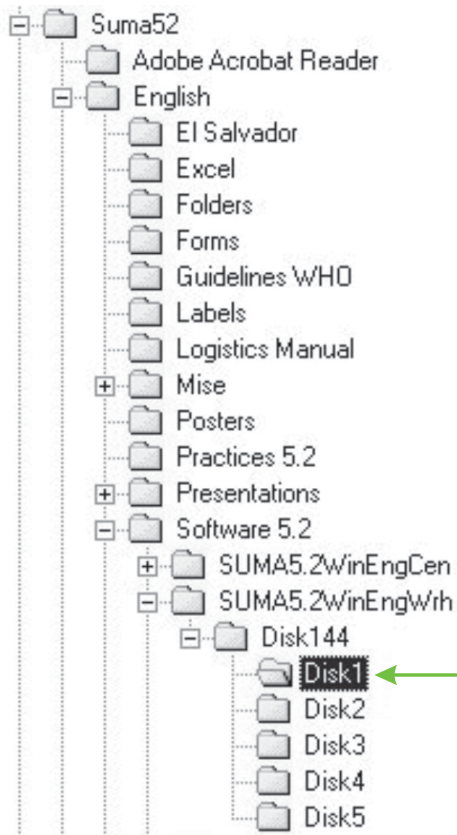 Suma52
Adobe Acrobat Reader
English
El Salvador
Excel
Folders
Forms
Guidelines WHO
Labels
Logistics Manual
Mise
Posters
Practices 5.2
Presentations
Software 5.2
SUMA5.2WinEngCen
SUMA5.2WinEngWrh
Disk144
Disk1
Disk2
Disk3
Disk4
Disk5